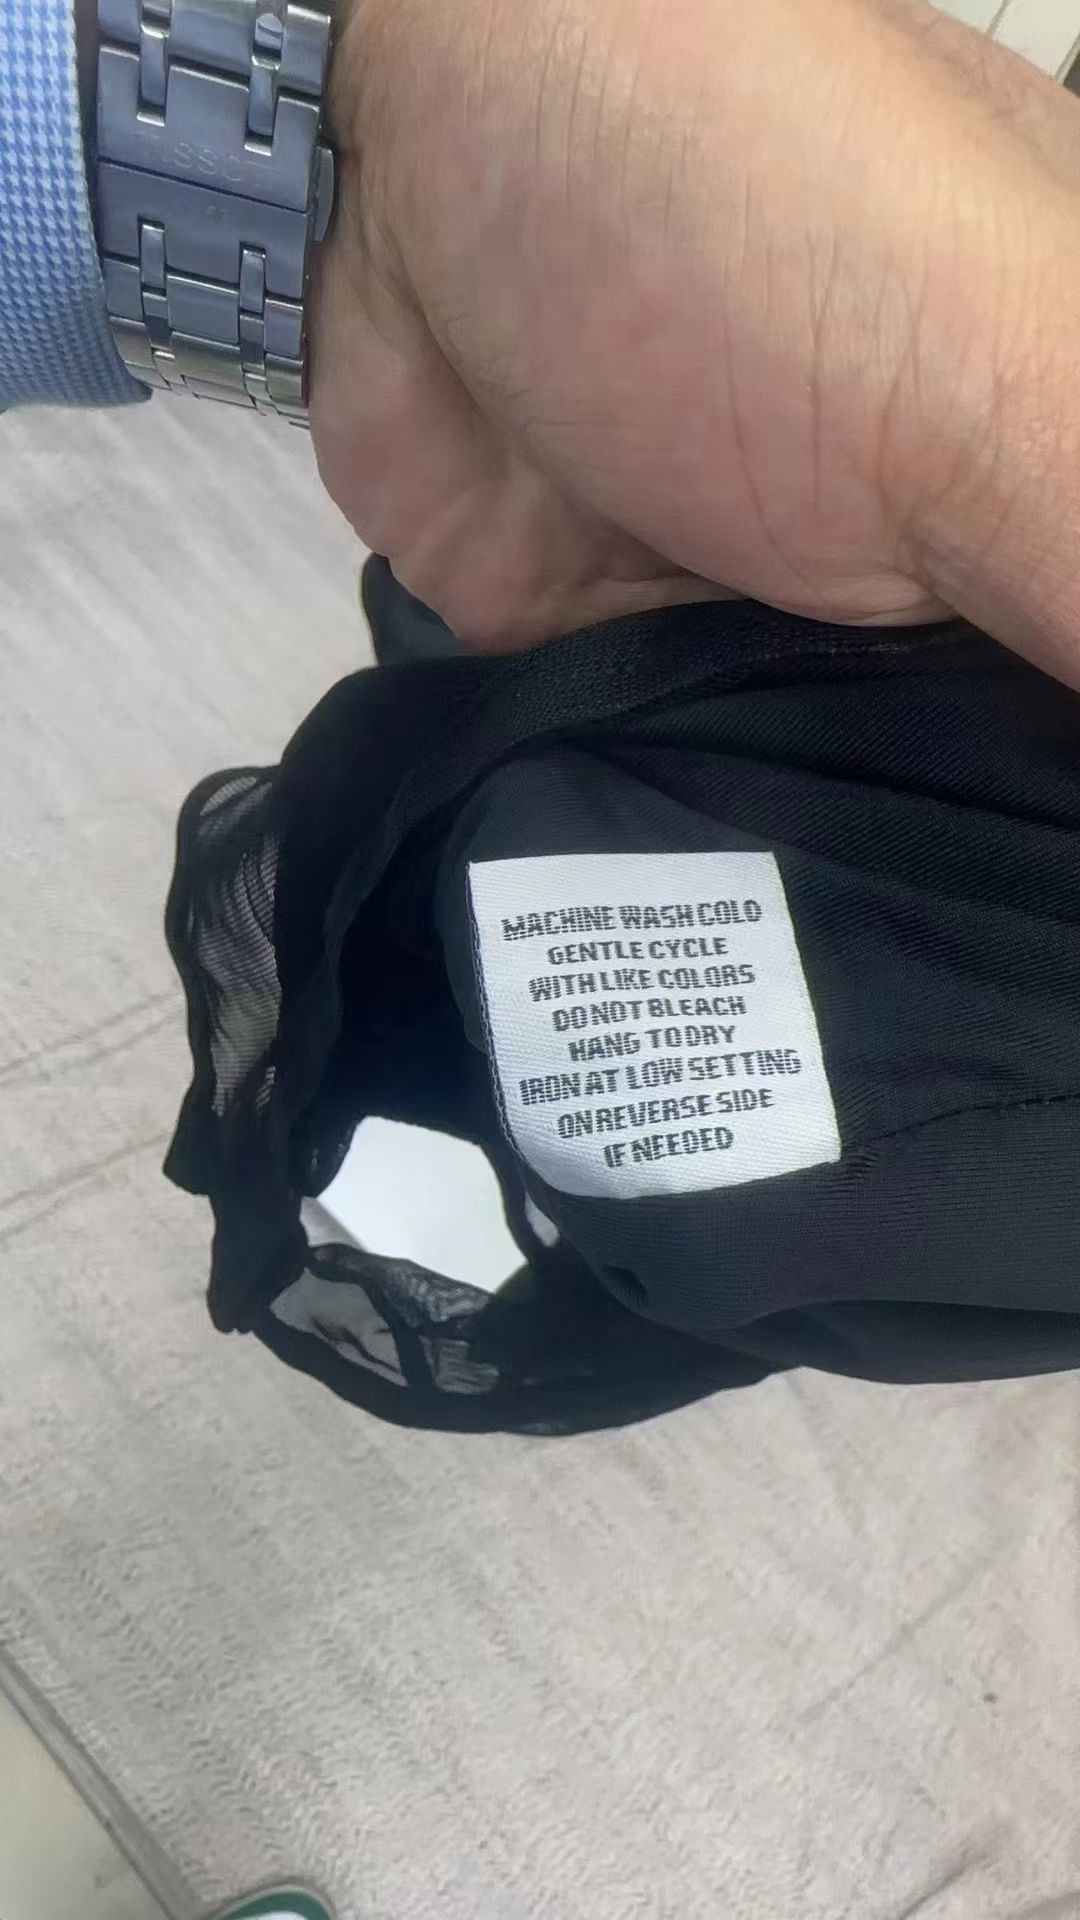 TISSOT
MACHINE WASH COLD
GENTLE CYCLE
WITH LIKE COLORS
DO NOT BLEACH
HANG TO DRY
IRON AT LOW SETTING
ON REVERSE SIDE
IF NEEDED